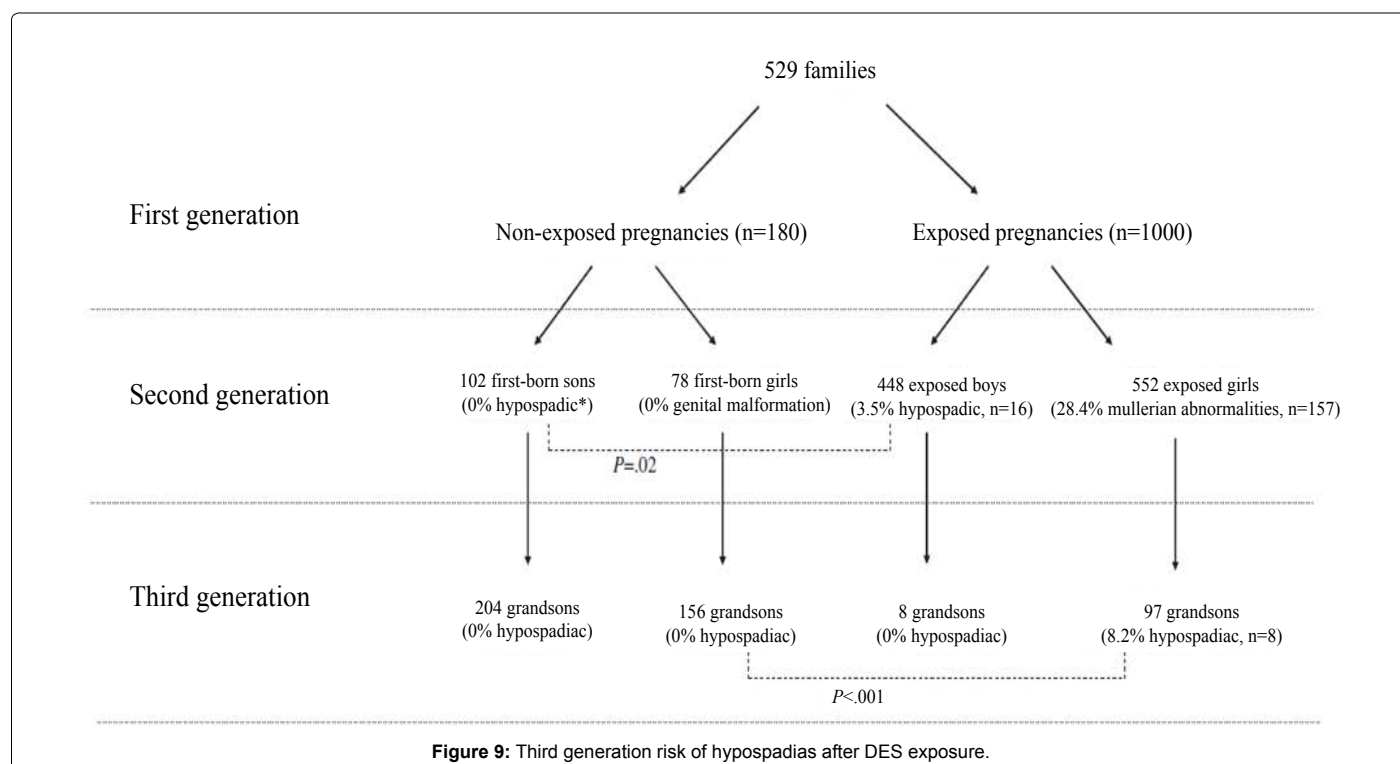 529 families
First generation
Non-exposed pregnancies (n=180)
Exposed pregnancies (n=1000)
Second generation
102 first-born sons
(0% hypospadic*)
78 first-born girls
(0% genital malformation)
448 exposed boys
(3.5% hypospadic, n=16)
552 exposed girls
(28.4% mullerian abnormalities, n=157)
P=.02
Third generation
204 grandsons
(0% hypospadiac)
156 grandsons
(0% hypospadiac)
8 grandsons
(0% hypospadiac)
97 grandsons
(8.2% hypospadiac, n=8)
P<.001
Figure 9: Third generation risk of hypospadias after DES exposure.